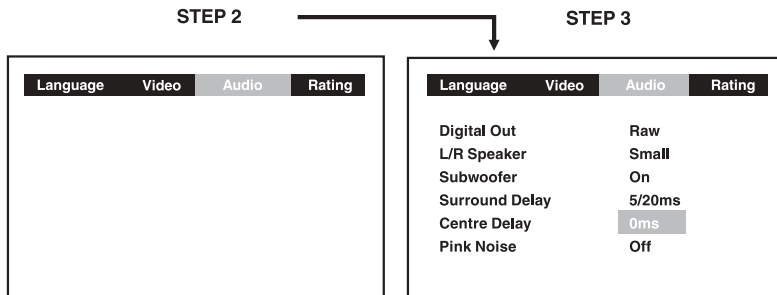 STEP 2
STEP 3
Language Video Audio Rating
Language Video Audio Rating
Digital Out Raw
L/R Speaker Small
Subwoofer On
Surround Delay 5/20ms
Centre Delay 0ms
Pink Noise Off